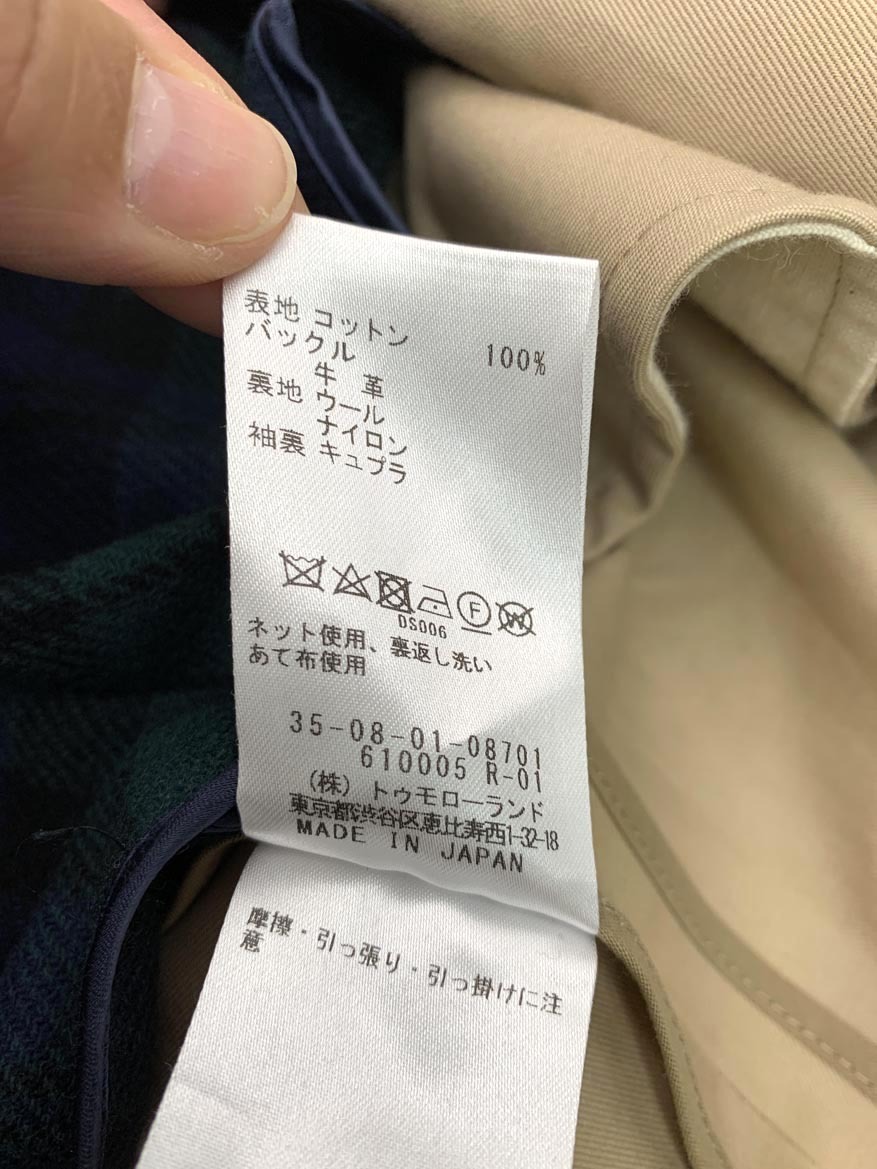 表地 コットン 100%
バックル
牛 革
裏地 ウール
ナイロン
袖裏 キュプラ
F W
DS006
ネット使用、裏返し洗い
あて布使用
35-08-01-08701
610005 R-01
(株) トゥモローランド
東京都渋谷区恵比寿西1-32-18
MADE IN JAPAN
摩擦・引っ張り・引っ掛けに注
意